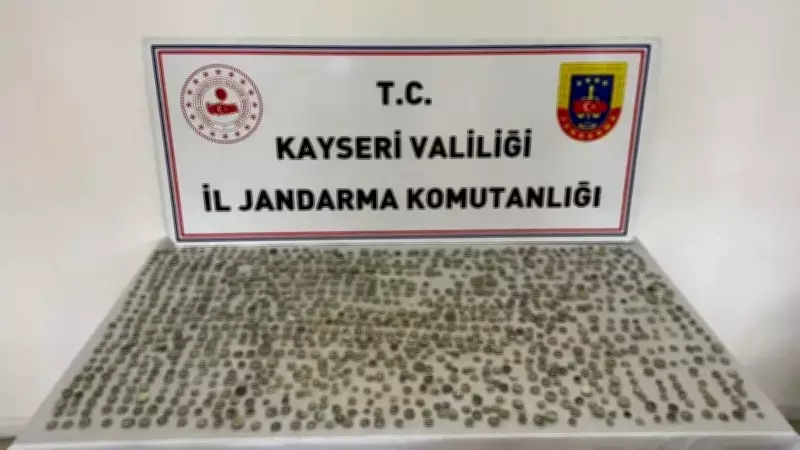 T.C.
KAYSERİ VALİLİĞİ
İL JANDARMA KOMUTANLIĞI